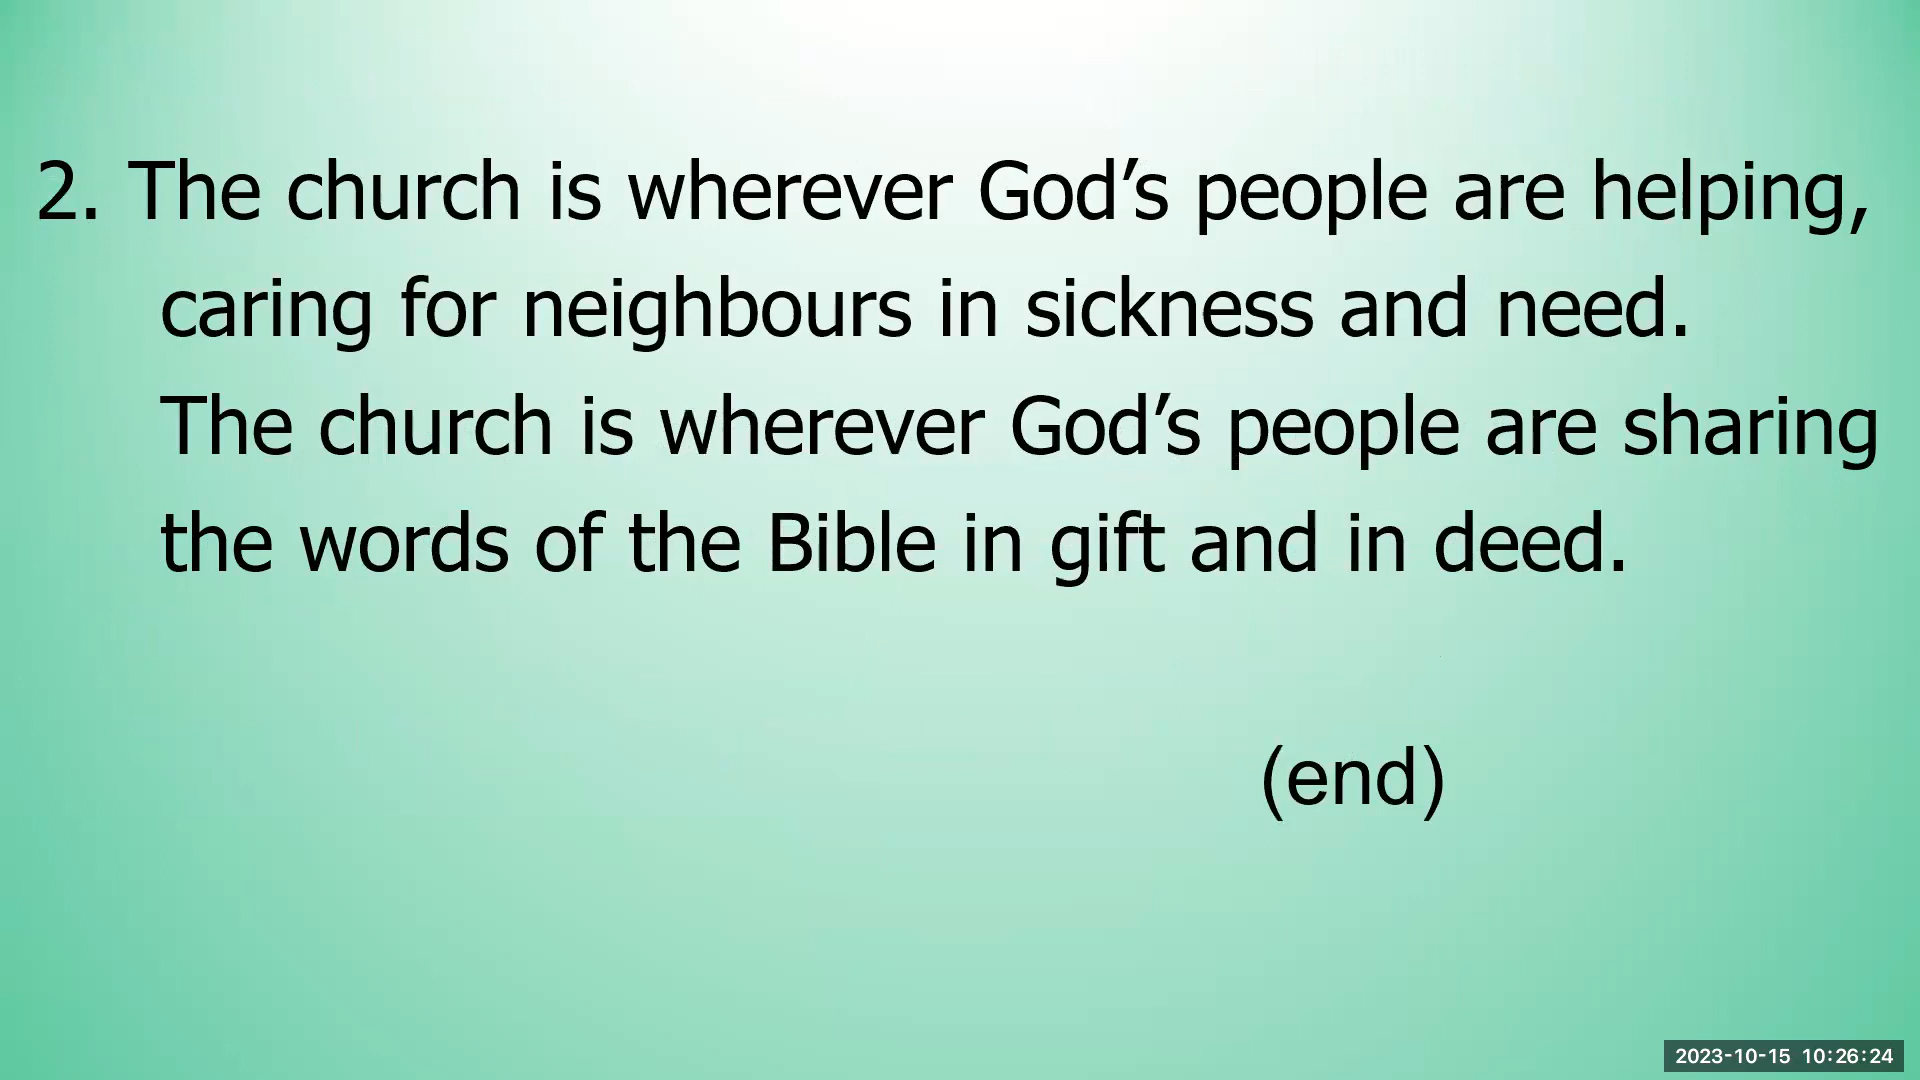 2. The church is wherever God’s people are helping,
caring for neighbours in sickness and need.
The church is wherever God’s people are sharing
the words of the Bible in gift and in deed.
(end)
2023-10-15 10:26:24